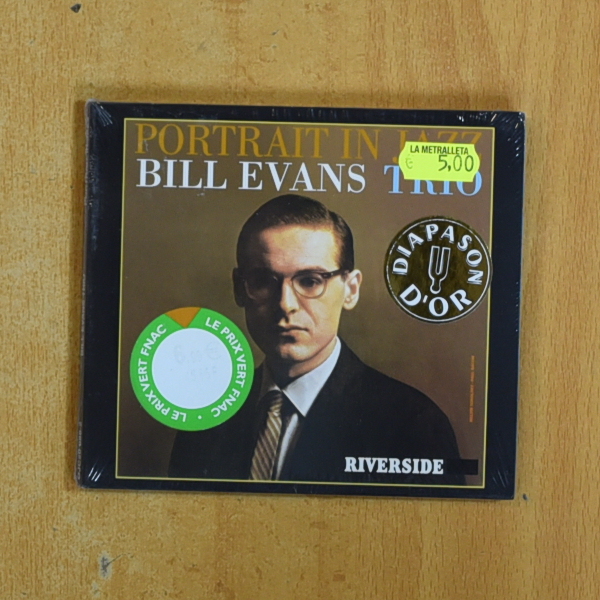 PORTRAIT IN JAZZ
LA METRALLETA
€ 5,00
BILL EVANS TRIO
DIAPASON
D'OR
LE PRIX VERT FNAC • LE PRIX VERT FNAC
RIVERSIDE